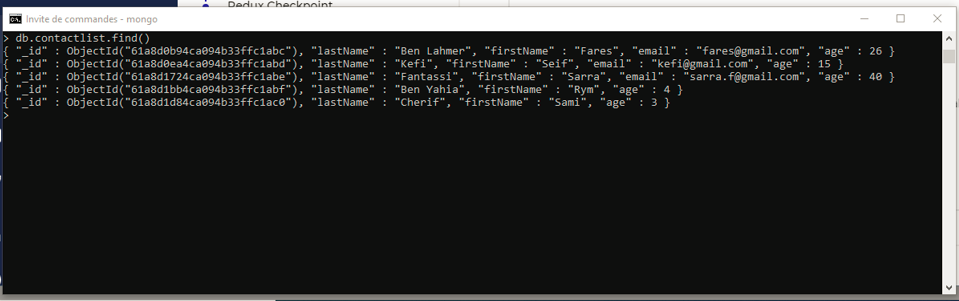 Redux Checkpoint
Invite de commandes - mongo
> db.contactlist.find()
{ "_id" : ObjectId("61a8d0b94ca094b33ffc1abc"), "lastName" : "Ben Lahmer", "firstName" : "Fares", "email" : "fares@gmail.com", "age" : 26 }
{ "_id" : ObjectId("61a8d0ea4ca094b33ffc1abd"), "lastName" : "Kefi", "firstName" : "Seif", "email" : "kefi@gmail.com", "age" : 15 }
{ "_id" : ObjectId("61a8d1724ca094b33ffc1abe"), "lastName" : "Fantassi", "firstName" : "Sarra", "email" : "sarra.f@gmail.com", "age" : 40 }
{ "_id" : ObjectId("61a8d1bb4ca094b33ffc1abf"), "lastName" : "Ben Yahia", "firstName" : "Rym", "age" : 4 }
{ "_id" : ObjectId("61a8d1d84ca094b33ffc1ac0"), "lastName" : "Cherif", "firstName" : "Sami", "age" : 3 }
>